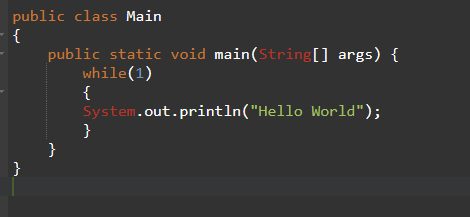 public class Main
{
    public static void main(String[] args) {
        while(1)
        {
        System.out.println("Hello World");
        }
    }
}